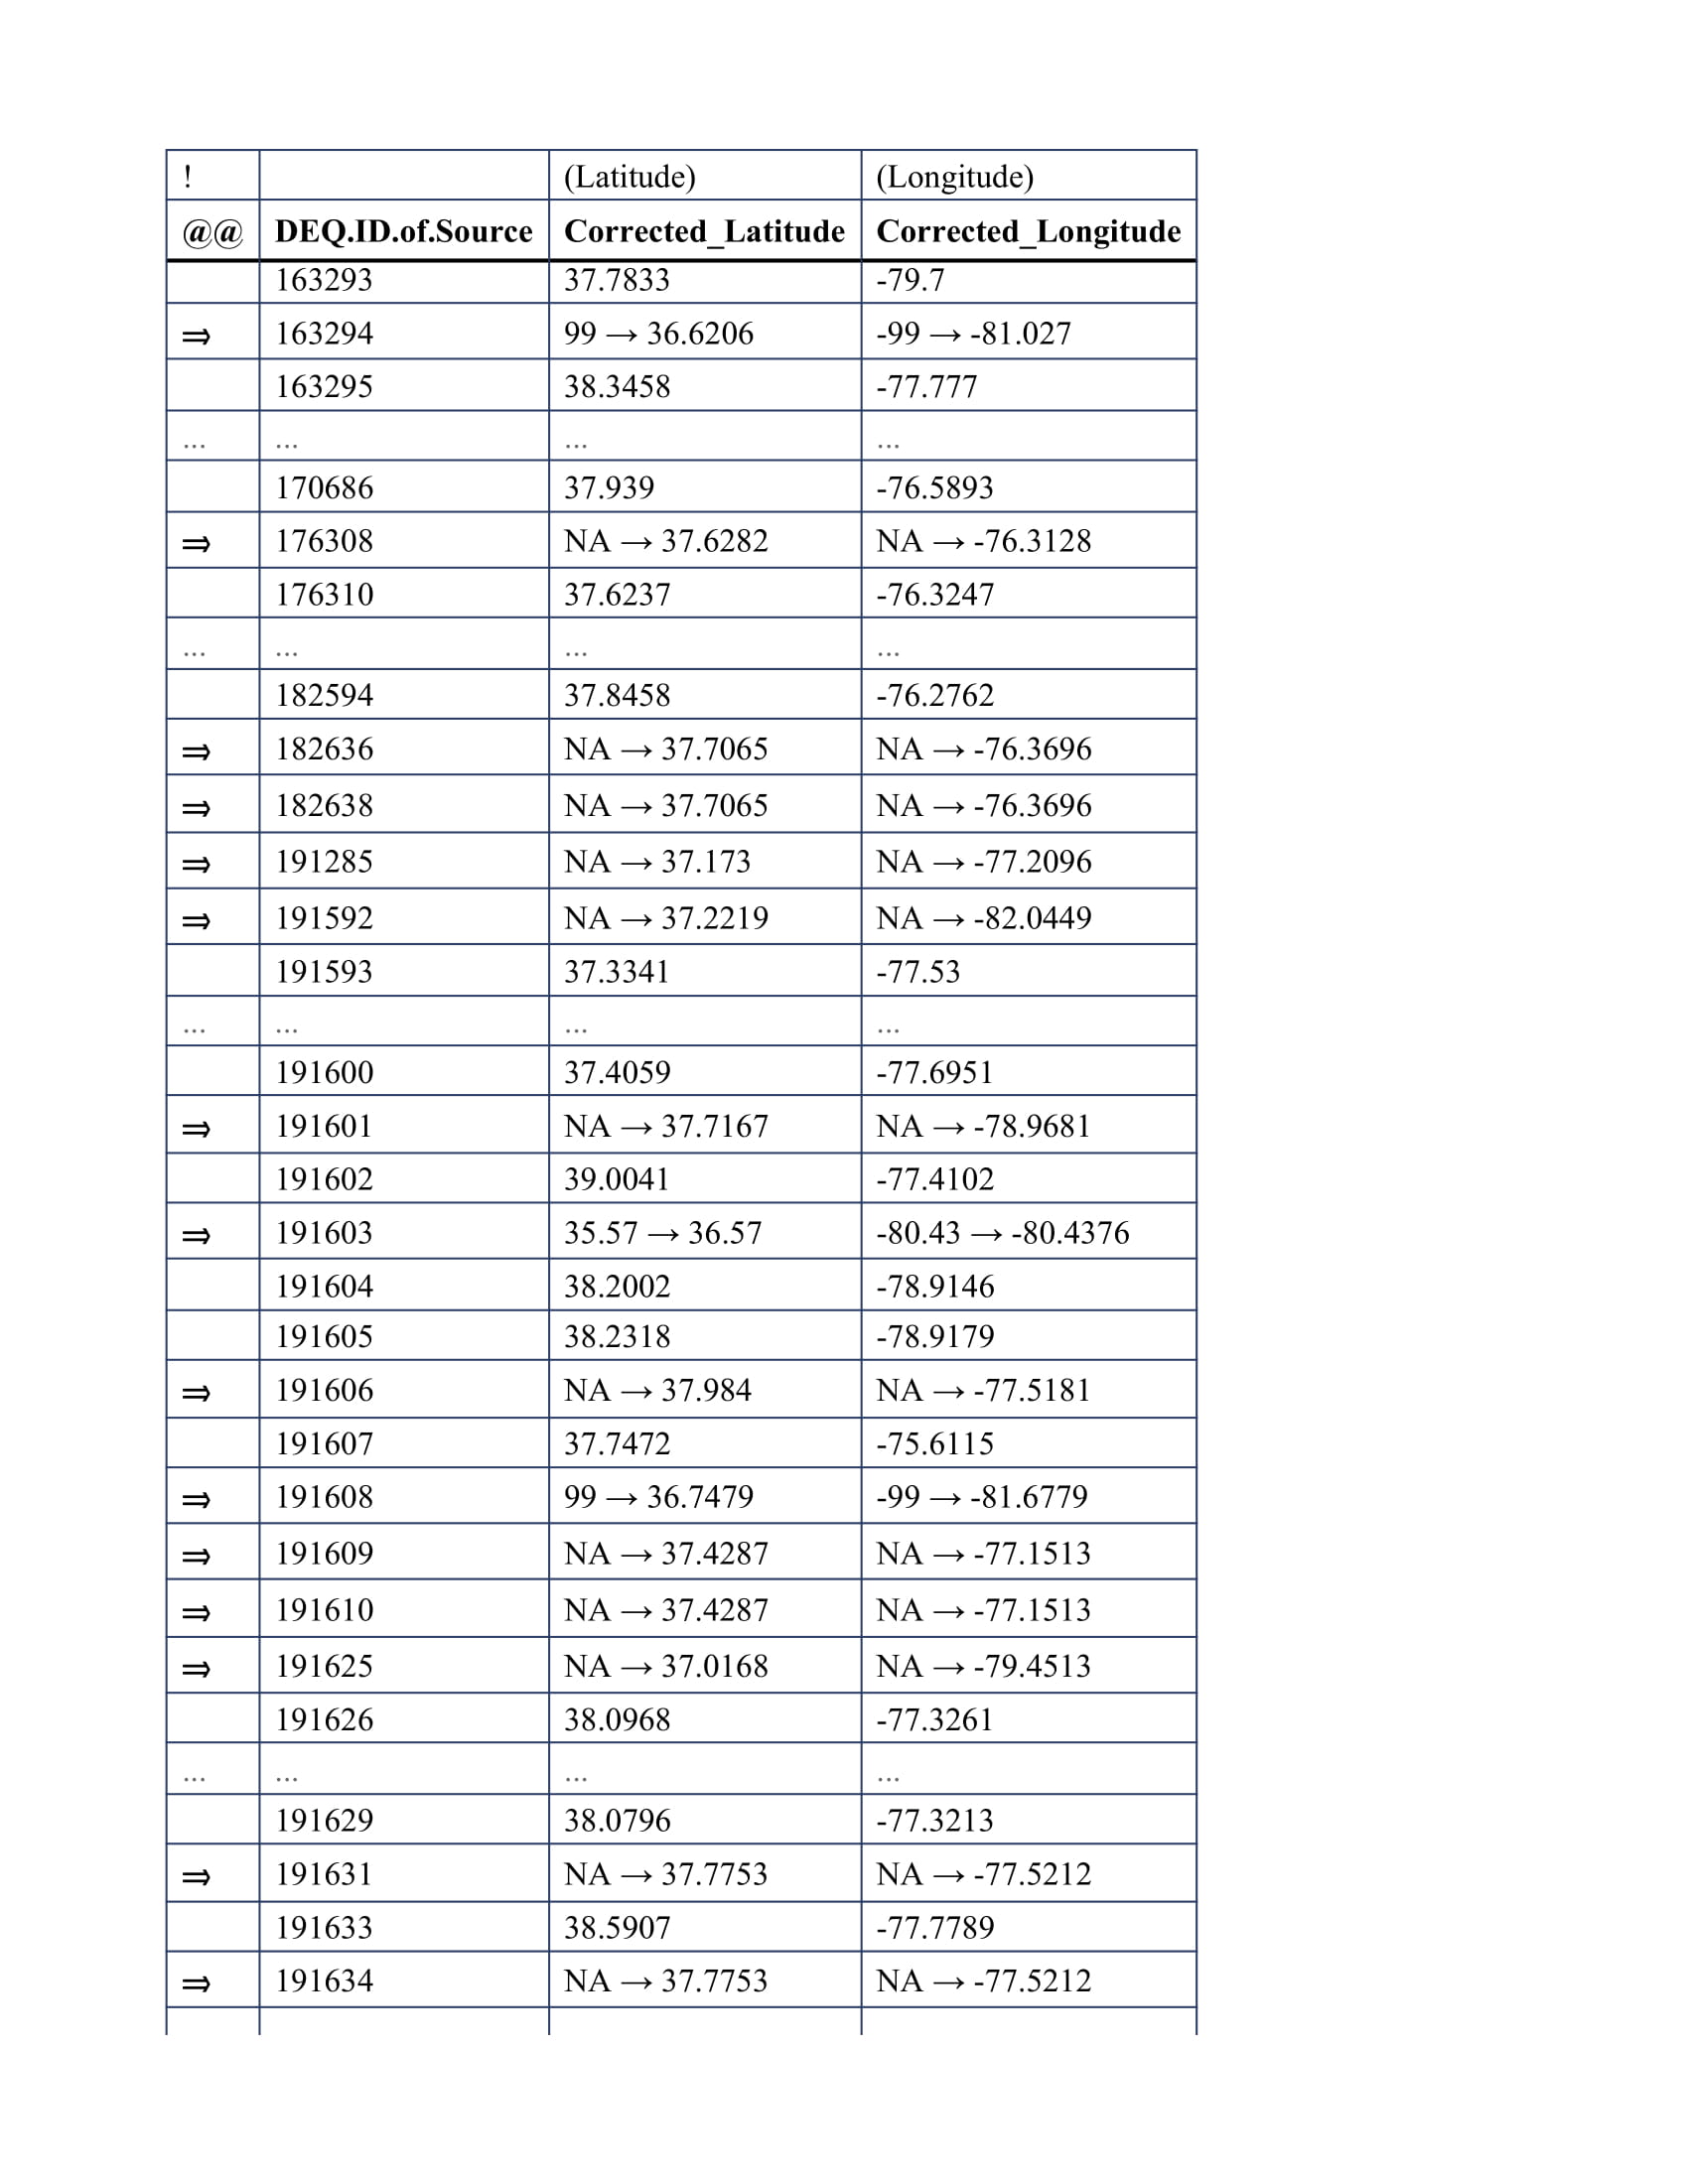 ! (Latitude) (Longitude)
@@ DEQ.ID.of.Source Corrected_Latitude Corrected_Longitude
163293 37.7833 -79.7
⇒ 163294 99 → 36.6206 -99 → -81.027
163295 38.3458 -77.777
... ... ... ...
170686 37.939 -76.5893
⇒ 176308 NA → 37.6282 NA → -76.3128
176310 37.6237 -76.3247
... ... ... ...
182594 37.8458 -76.2762
⇒ 182636 NA → 37.7065 NA → -76.3696
⇒ 182638 NA → 37.7065 NA → -76.3696
⇒ 191285 NA → 37.173 NA → -77.2096
⇒ 191592 NA → 37.2219 NA → -82.0449
191593 37.3341 -77.53
... ... ... ...
191600 37.4059 -77.6951
⇒ 191601 NA → 37.7167 NA → -78.9681
191602 39.0041 -77.4102
⇒ 191603 35.57 → 36.57 -80.43 → -80.4376
191604 38.2002 -78.9146
191605 38.2318 -78.9179
⇒ 191606 NA → 37.984 NA → -77.5181
191607 37.7472 -75.6115
⇒ 191608 99 → 36.7479 -99 → -81.6779
⇒ 191609 NA → 37.4287 NA → -77.1513
⇒ 191610 NA → 37.4287 NA → -77.1513
⇒ 191625 NA → 37.0168 NA → -79.4513
191626 38.0968 -77.3261
... ... ... ...
191629 38.0796 -77.3213
⇒ 191631 NA → 37.7753 NA → -77.5212
191633 38.5907 -77.7789
⇒ 191634 NA → 37.7753 NA → -77.5212